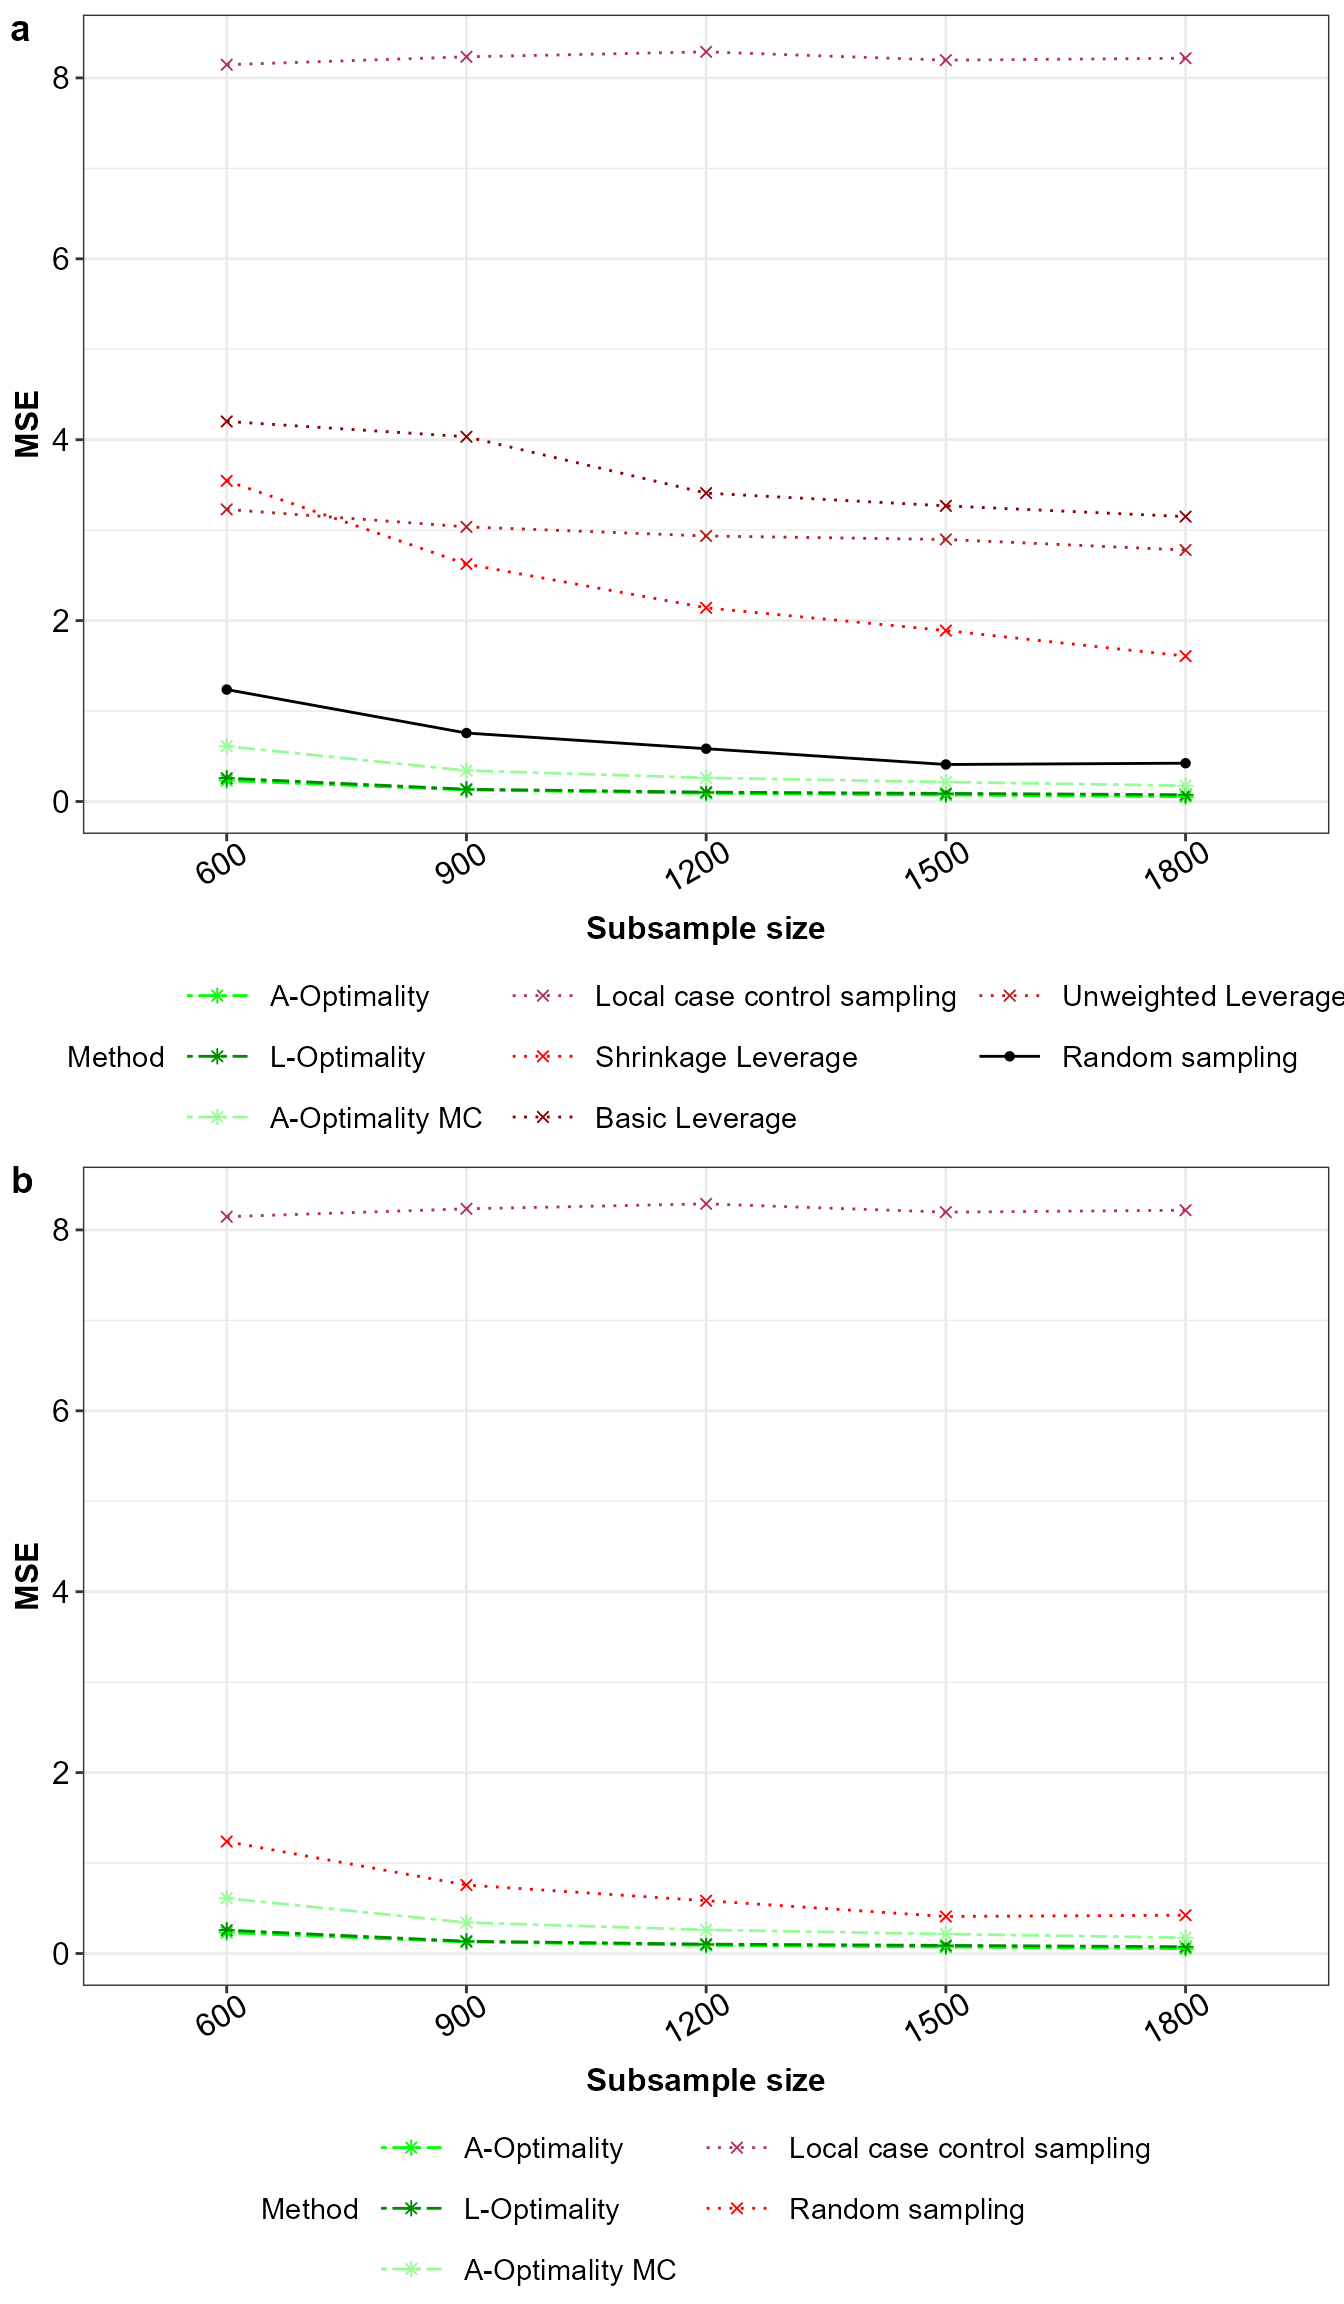 a
8
6
4
2
0
MSE
600 900 1200 1500 1800
Subsample size
A-Optimality Local case control sampling Unweighted Leverage
Method L-Optimality Shrinkage Leverage Random sampling
A-Optimality MC Basic Leverage
b
8
6
4
2
0
MSE
600 900 1200 1500 1800
Subsample size
A-Optimality Local case control sampling
Method L-Optimality Random sampling
A-Optimality MC